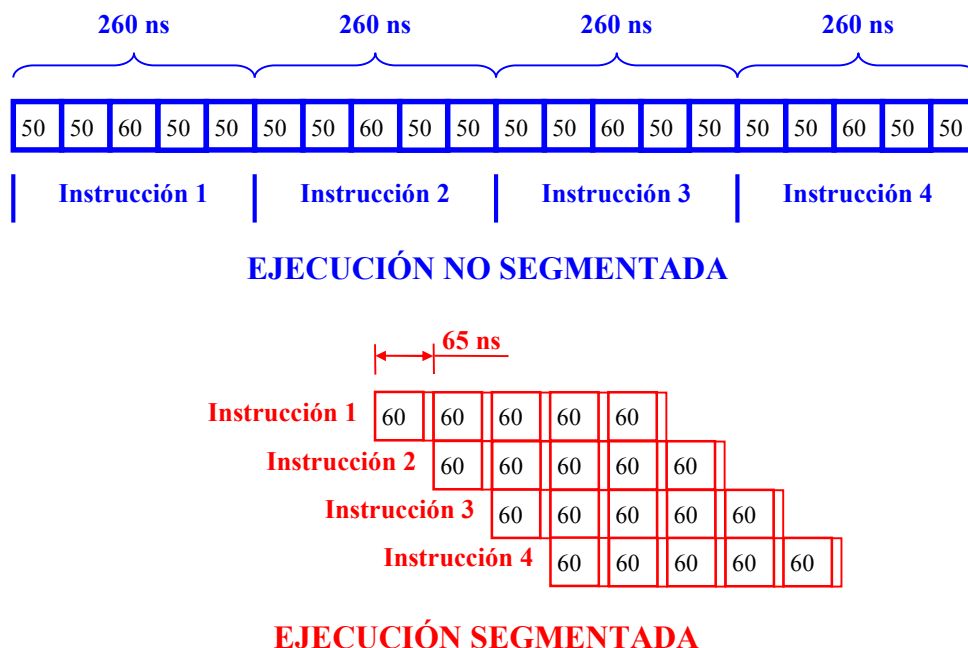 260 ns 260 ns 260 ns 260 ns
50 50 60 50 50 50 50 60 50 50 50 50 60 50 50 50 50 60 50 50
Instrucción 1 Instrucción 2 Instrucción 3 Instrucción 4
EJECUCIÓN NO SEGMENTADA
65 ns
Instrucción 1 60 60 60 60 60
Instrucción 2 60 60 60 60 60
Instrucción 3 60 60 60 60 60
Instrucción 4 60 60 60 60 60
EJECUCIÓN SEGMENTADA